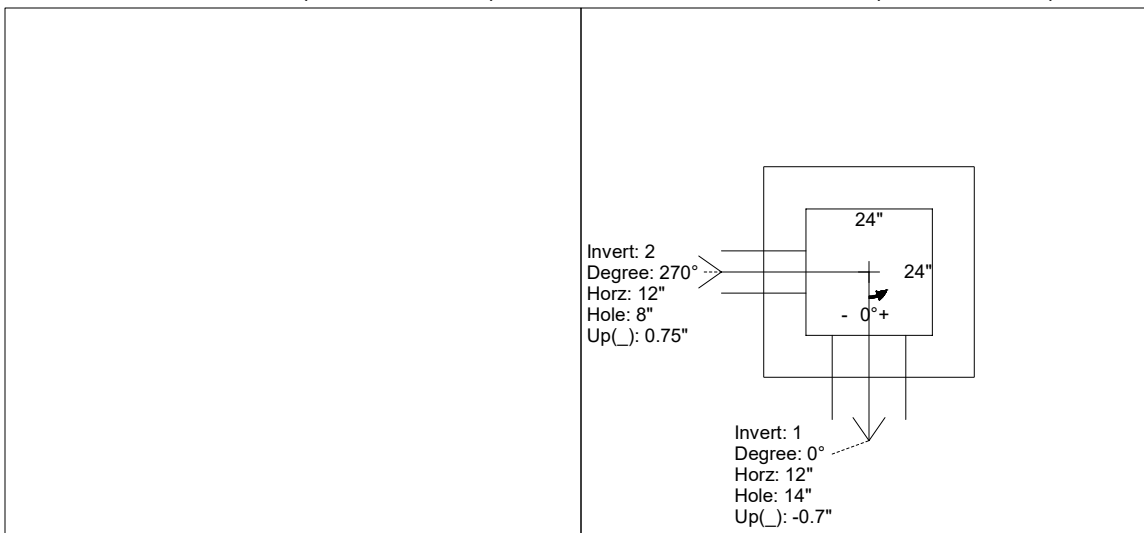 24"
Invert: 2
Degree: 270°
Horz: 12"
Hole: 8"
Up(_): 0.75"
24"
- 0°+
Invert: 1
Degree: 0°
Horz: 12"
Hole: 14"
Up(_): -0.7"